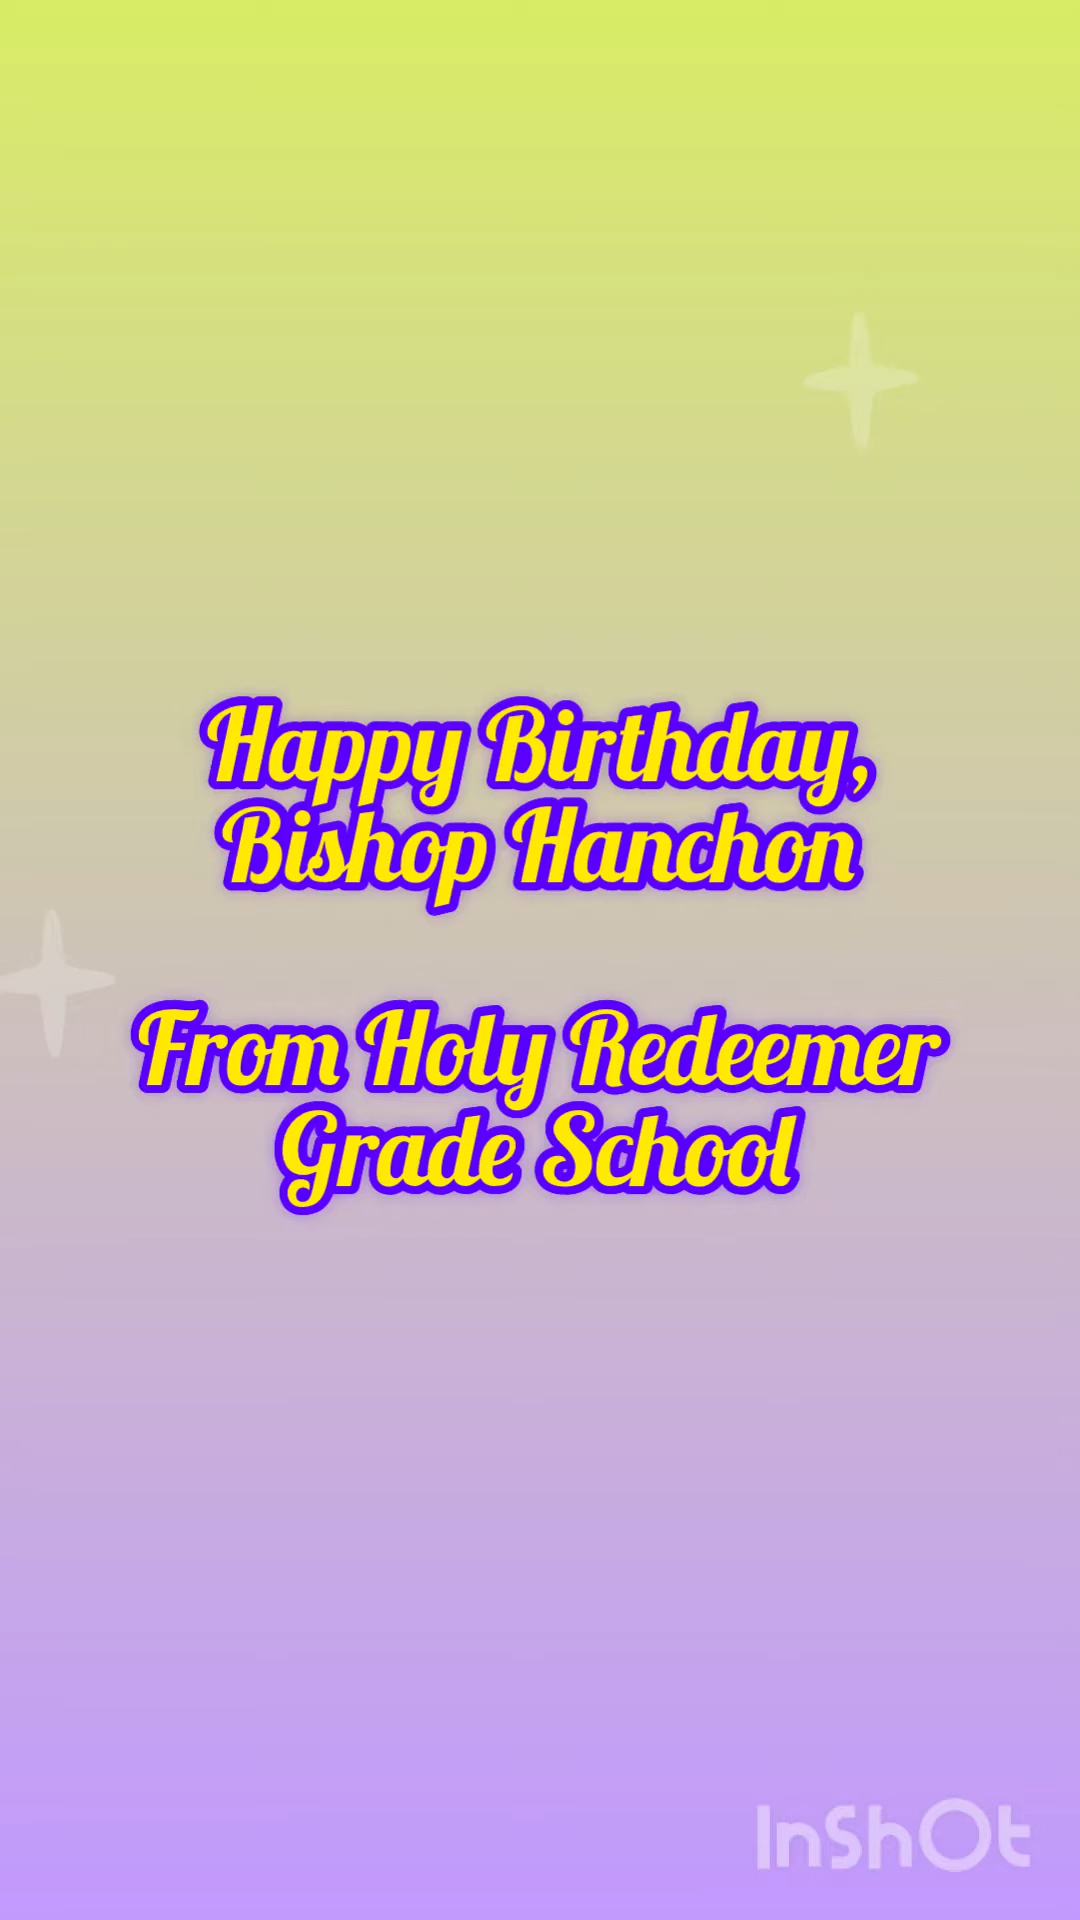 Happy Birthday,
Bishop Hanchon
From Holy Redeemer
Grade School
InShOt